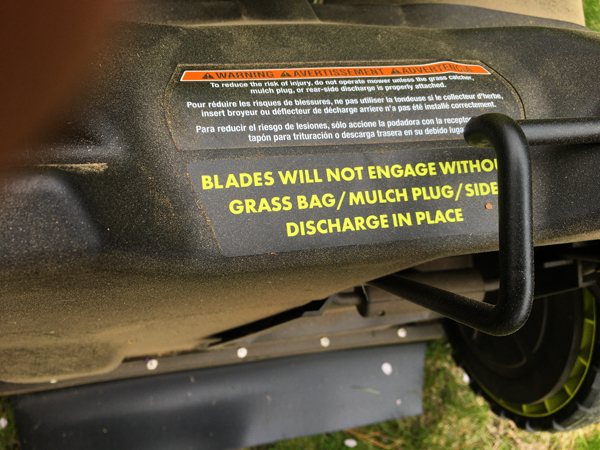 WARNING AVERTISSEMENT ADVERTENCIA
To reduce the risk of injury, do not operate mower unless the grass catcher,
mulch plug, or rear-side discharge is properly attached.
Pour réduire les risques de blessures, ne pas utiliser la tondeuse si le collecteur d'herbe,
insert broyeur ou déflecteur de décharge arrière n'a pas été installé correctement.
Para reducir el riesgo de lesiones, sólo accione la podadora con la
tapón para trituración o descarga trasera en su debido
BLADES WILL NOT ENGAGE
GRASS BAG/MULCH PLUG/SIDE
DISCHARGE IN PLACE